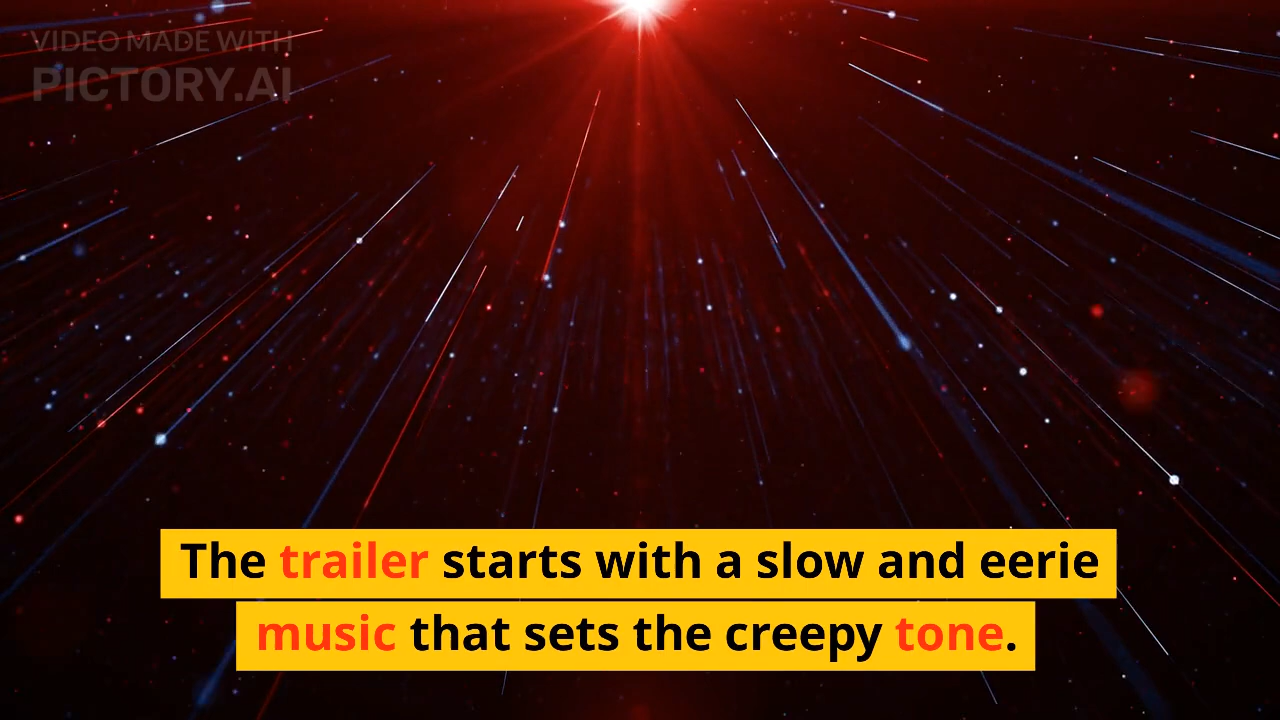 VIDEO MADE WITH
PICTORY.AI
The trailer starts with a slow and eerie
music that sets the creepy tone.